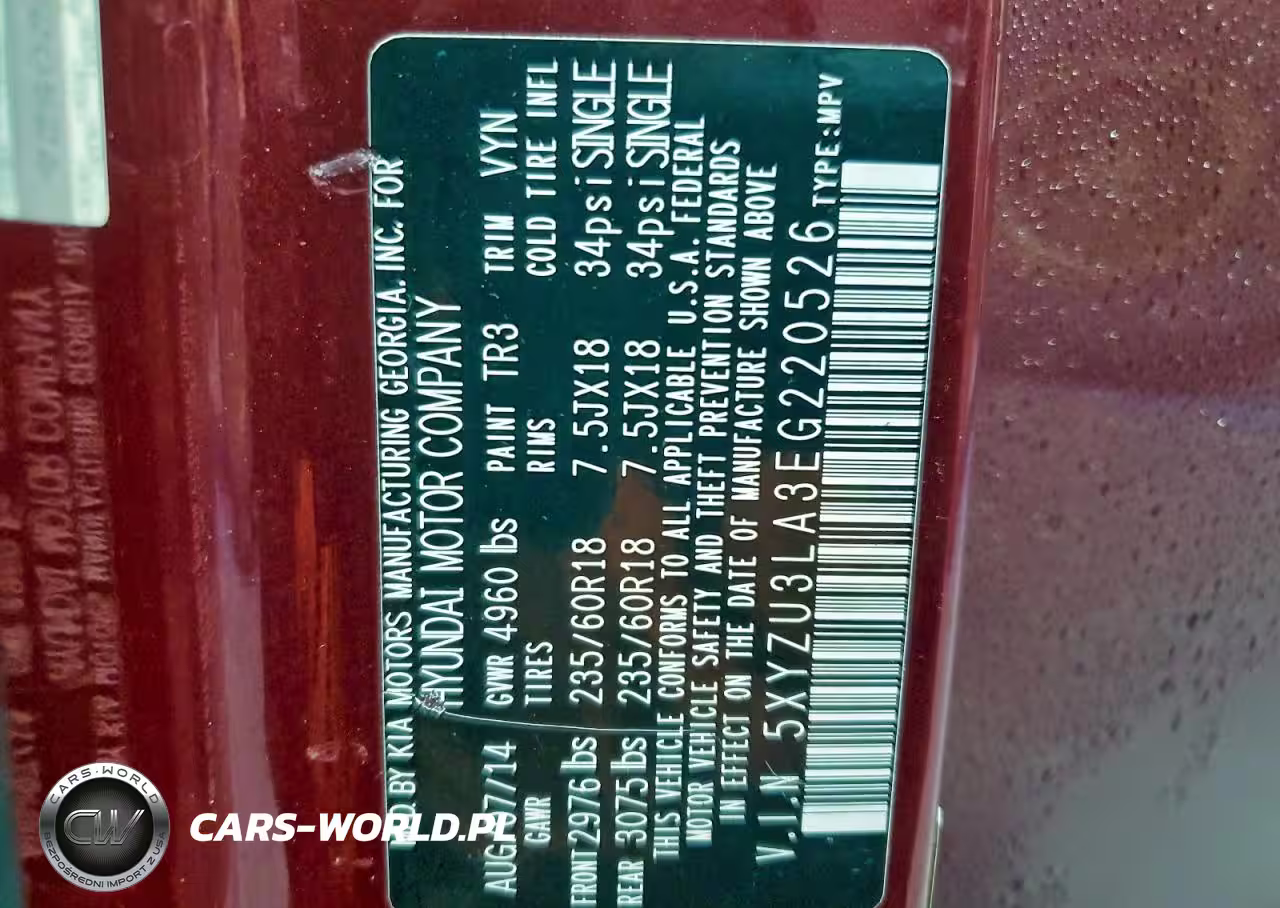 MFD BY KIA MOTORS MANUFACTURING GEORGIA. INC. FOR
HYUNDAI MOTOR COMPANY
AUG/07/14 GVWR 4960 lbs PAINT TR3 TRIM VYN
GAWR TIRES RIMS COLD TIRE INFL
FRONT 2976 lbs 235/60R18 7.5JX18 34psi SINGLE
REAR 3075 lbs 235/60R18 7.5JX18 34psi SINGLE
THIS VEHICLE CONFORMS TO ALL APPLICABLE U.S.A. FEDERAL
MOTOR VEHICLE SAFETY AND THEFT PREVENTION STANDARDS
IN EFFECT ON THE DATE OF MANUFACTURE SHOWN ABOVE
V.I.N 5XYZU3LA3EG220526 TYPE:MPV
CARS-WORLD
CW
BEZPOŚREDNI IMPORT Z USA
CARS-WORLD.PL